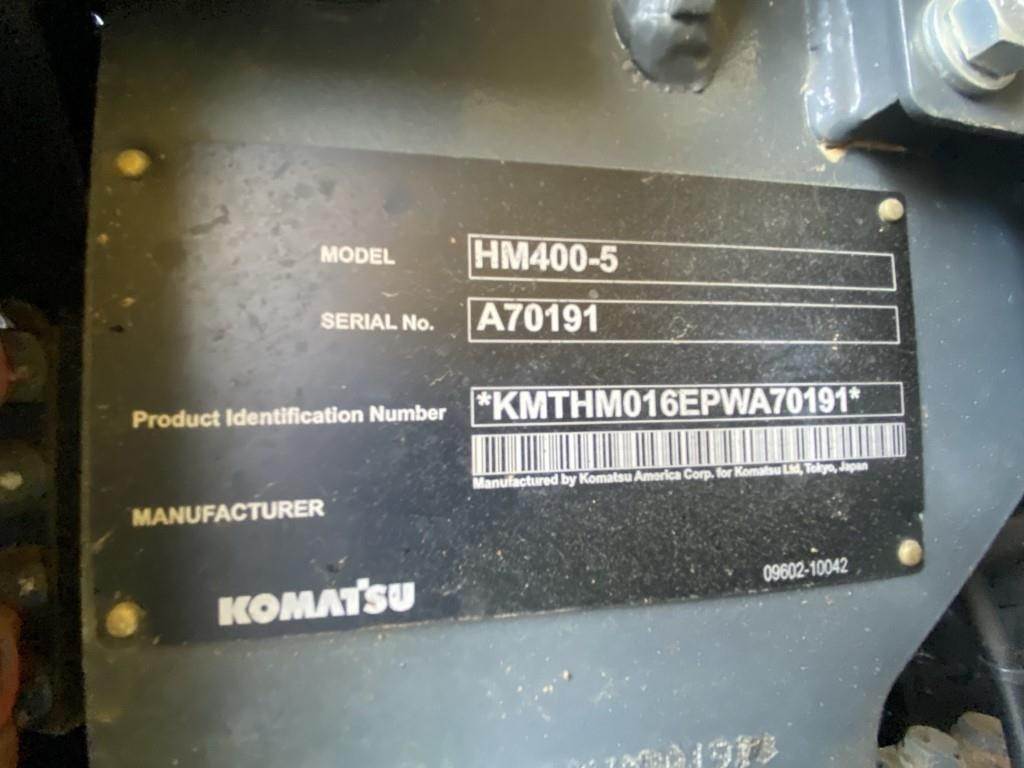 MODEL HM400-5
SERIAL No. A70191
Product Identification Number *KMTHM016EPWA70191*
Manufactured by Komatsu America Corp. for Komatsu Ltd, Tokyo, Japan
MANUFACTURER
09602-10042
KOMATSU